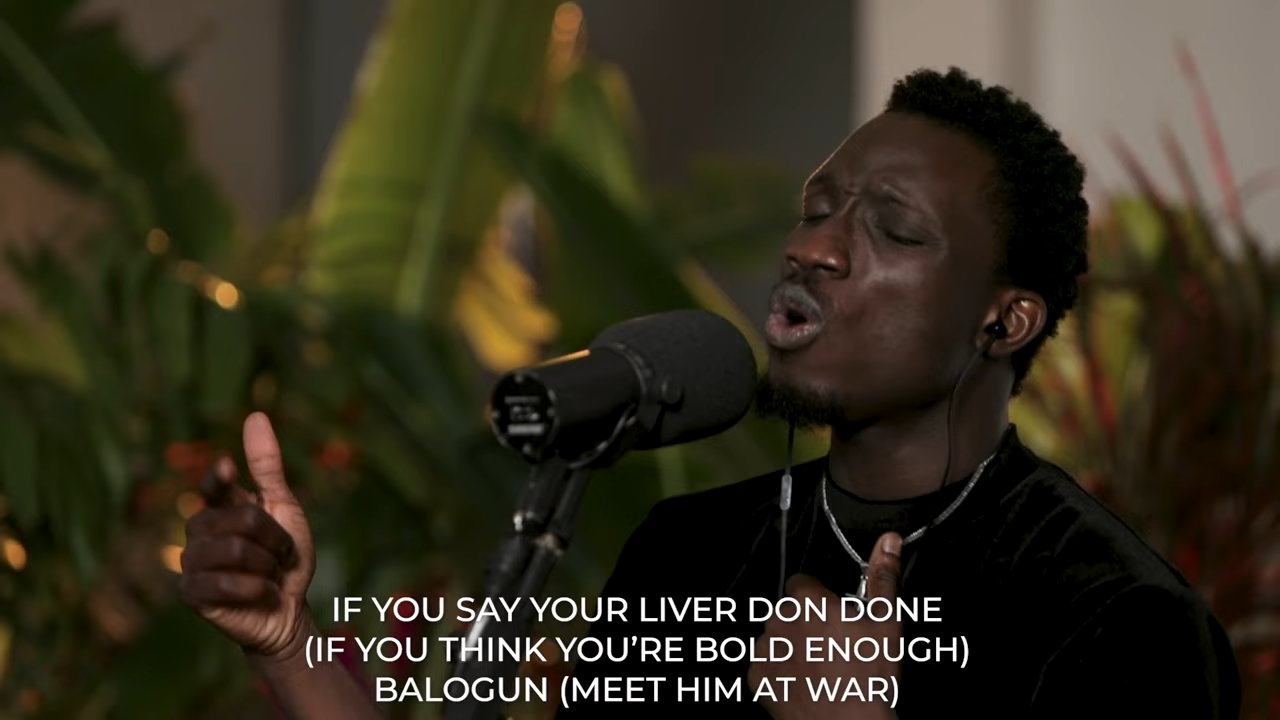 IF YOU SAY YOUR LIVER DON DONE
(IF YOU THINK YOU'RE BOLD ENOUGH)
BALOGUN (MEET HIM AT WAR)